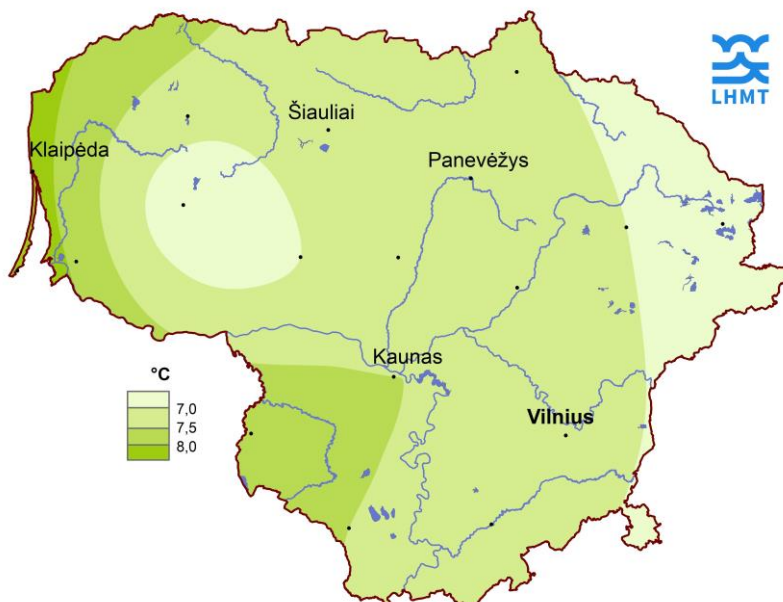 LHMT
Šiauliai
Klaipėda
Panevėžys
Kaunas
°C
7,0
7,5
8,0
Vilnius